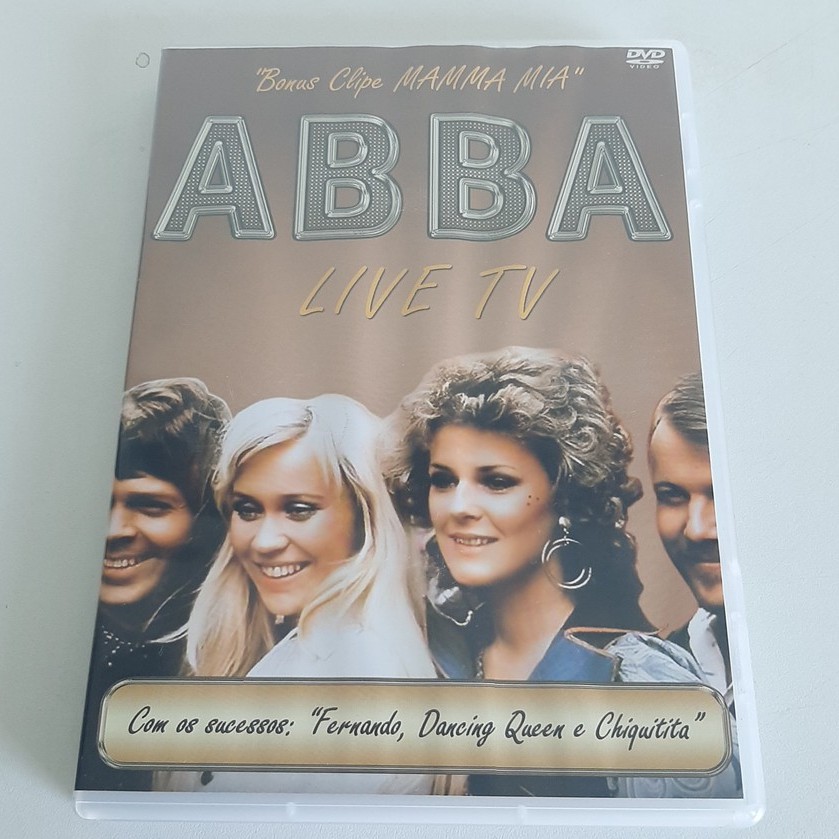 "Bonus Clipe MAMMA MIA"
DVD
VIDEO
ABBA
LIVE TV
Com os sucessos: "Fernando, Dancing Queen e Chiquitita"